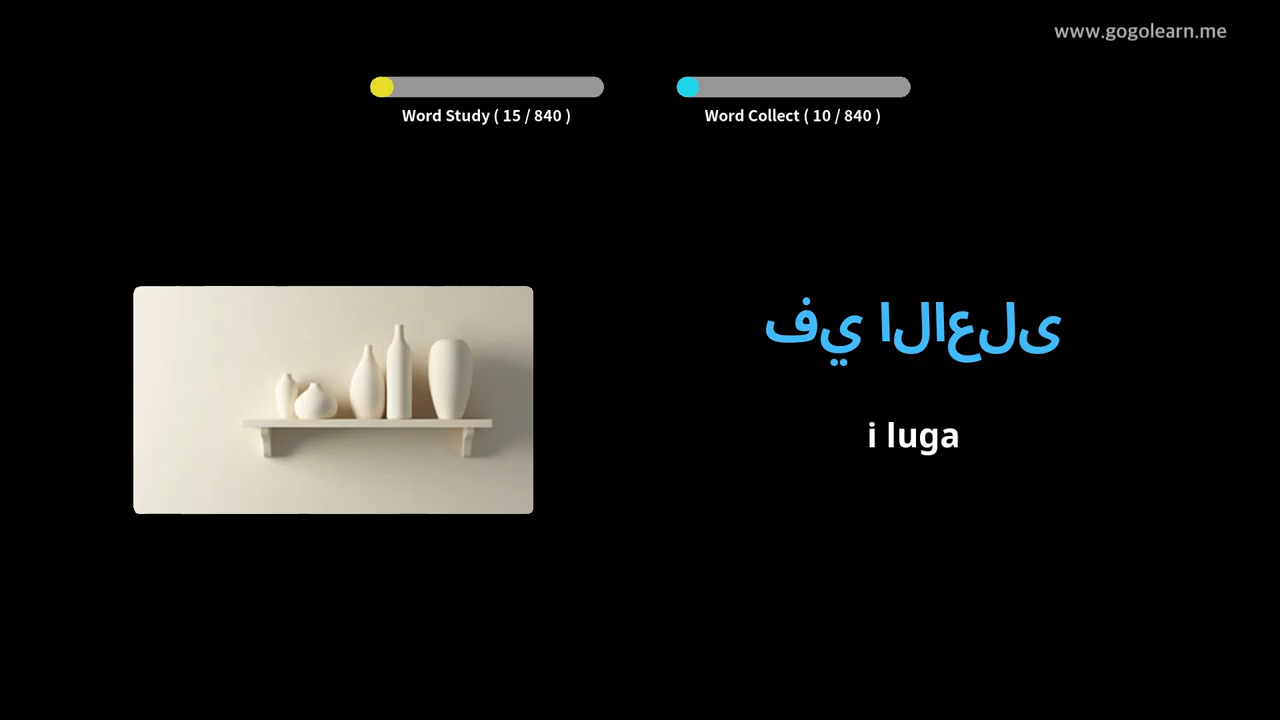 www.gogolearn.me
Word Study ( 15 / 840 )
Word Collect ( 10 / 840 )
في الاعلى
i luga